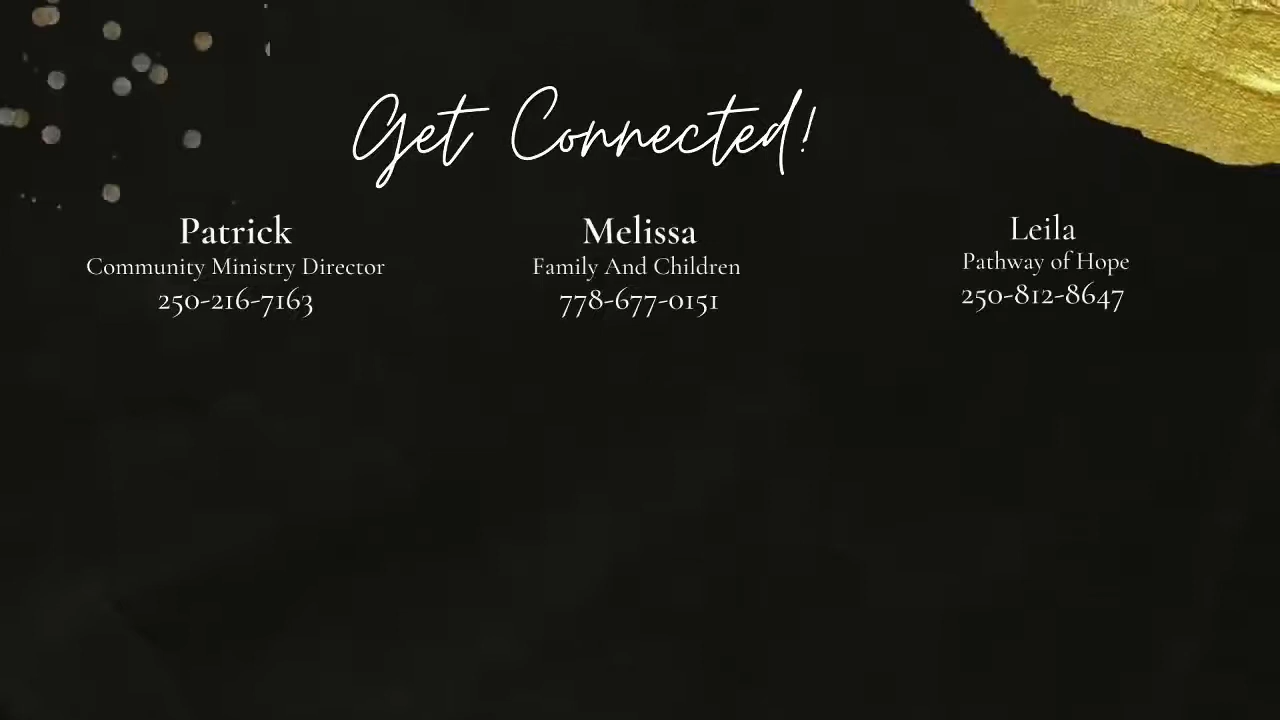 Get Connected!
Patrick
Community Ministry Director
250-216-7163
Melissa
Family And Children
778-677-0151
Leila
Pathway of Hope
250-812-8647